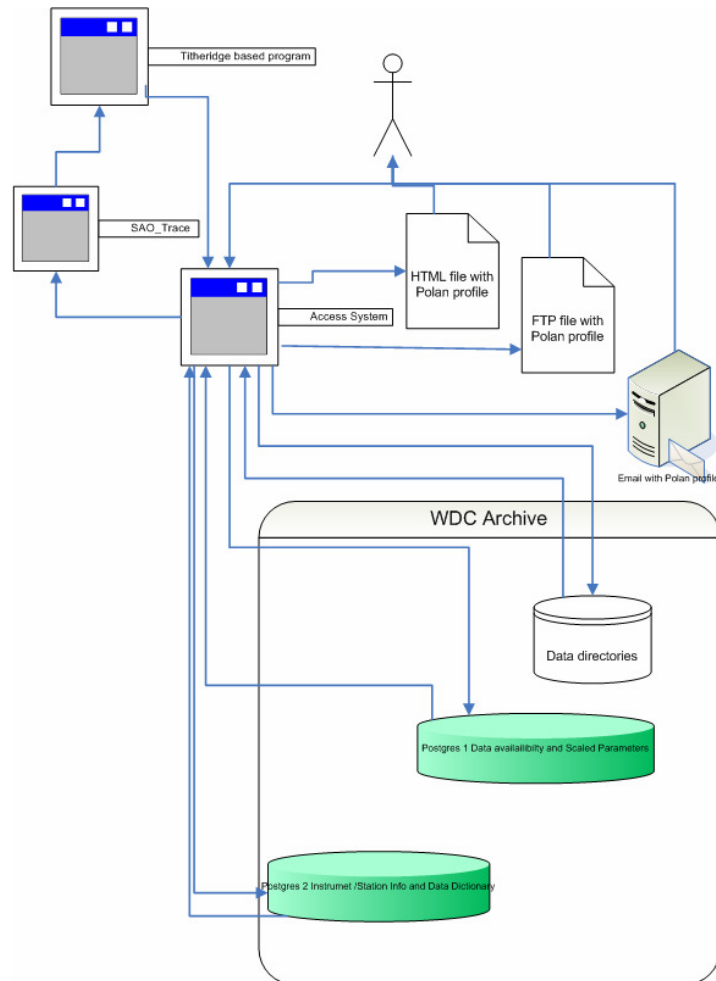 Titheridge based program
SAO_Trace
HTML file with
Polan profile
FTP file with
Polan profile
Access System
Email with Polan profile
WDC Archive
Data directories
Postgres 1 Data availailibity and Scaled Parameters
Postgres 2 Instrumet /Station Info and Data Dictionary